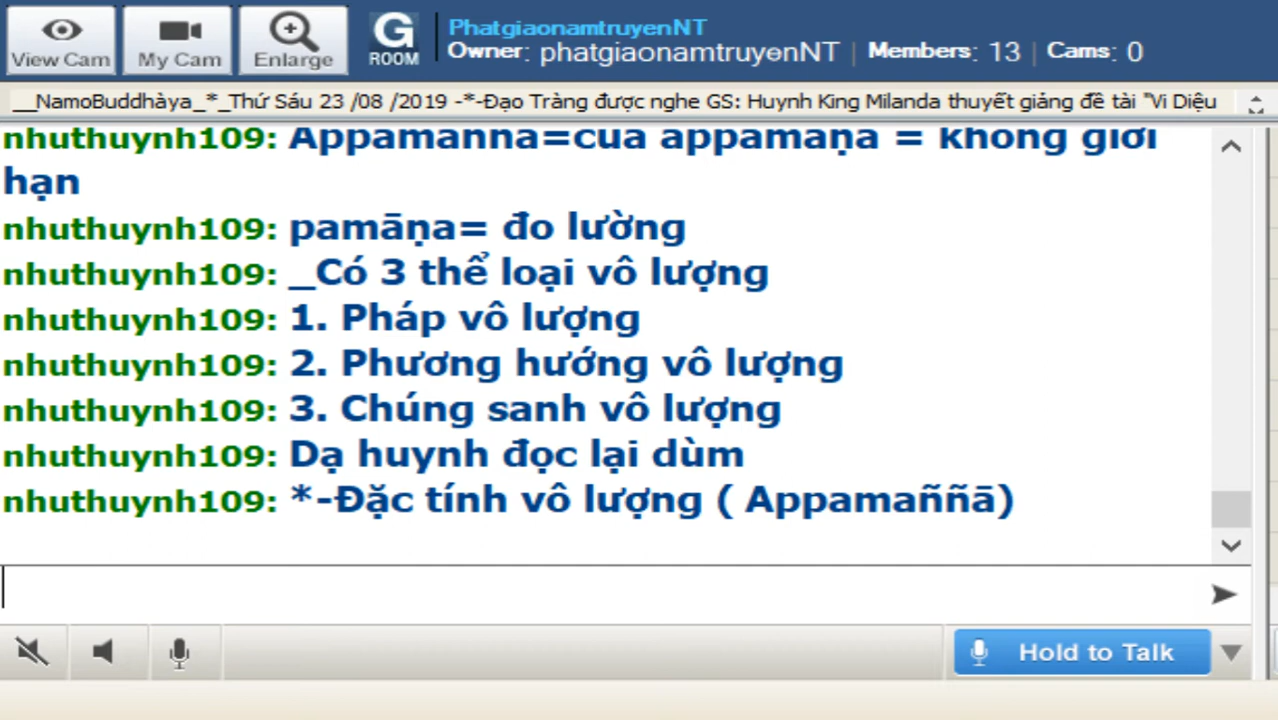 View Cam
My Cam
Enlarge
G
ROOM
PhatgiaonamtruyenNT
Owner: phatgiaonamtruyenNT | Members: 13 | Cams: 0
__NamoBuddhàya_*_Thứ Sáu 23 /08 /2019 -*-Đạo Tràng được nghe GS: Huynh King Milanda thuyết giảng đề tài "Vi Diệu
nhuthuynh109: Appamaññā=của appamāṇa = không giới
hạn
nhuthuynh109: pamāṇa= đo lường
nhuthuynh109: _Có 3 thể loại vô lượng
nhuthuynh109: 1. Pháp vô lượng
nhuthuynh109: 2. Phương hướng vô lượng
nhuthuynh109: 3. Chúng sanh vô lượng
nhuthuynh109: Dạ huynh đọc lại dùm
nhuthuynh109: *-Đặc tính vô lượng ( Appamaññā)
Hold to Talk